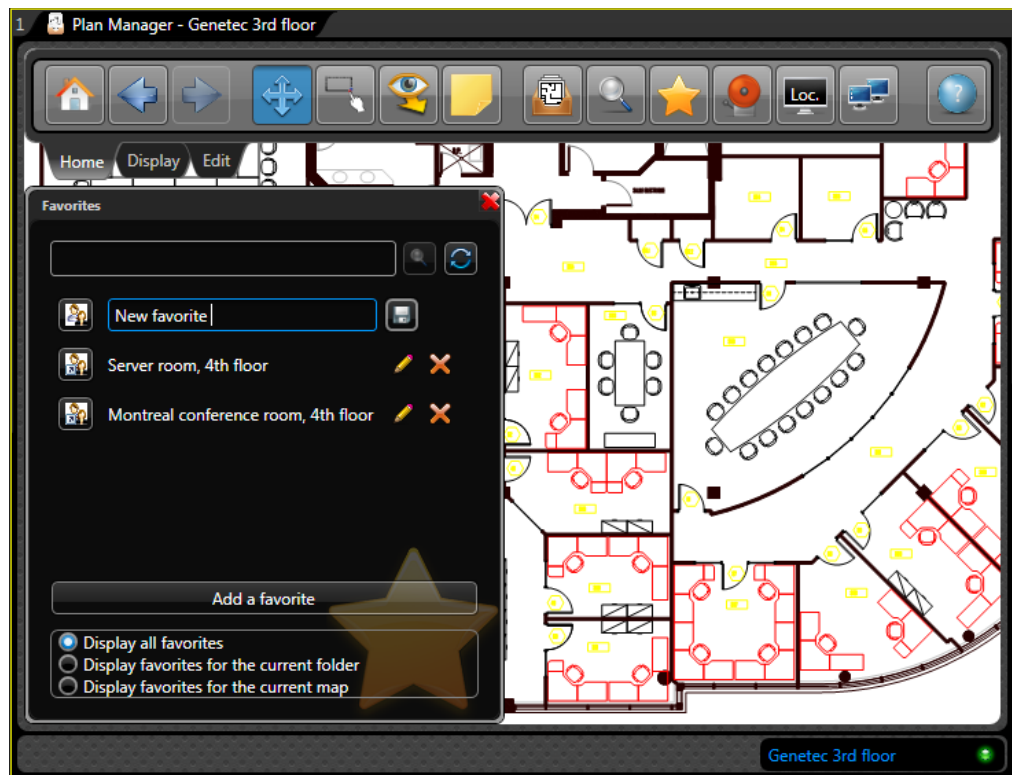 1 Plan Manager - Genetec 3rd floor
Loc.
?
Home Display Edit
Favorites
New favorite
Server room, 4th floor
Montreal conference room, 4th floor
Add a favorite
Display all favorites
Display favorites for the current folder
Display favorites for the current map
Genetec 3rd floor